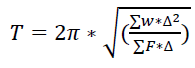 T = 2π * √((∑w*Δ²)/(∑F*Δ)